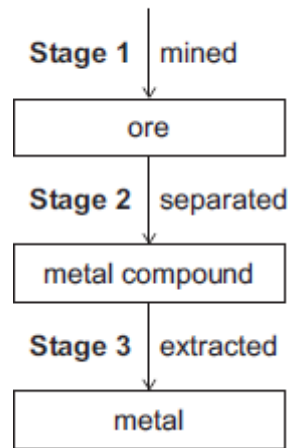 Stage 1 mined
ore
Stage 2 separated
metal compound
Stage 3 extracted
metal